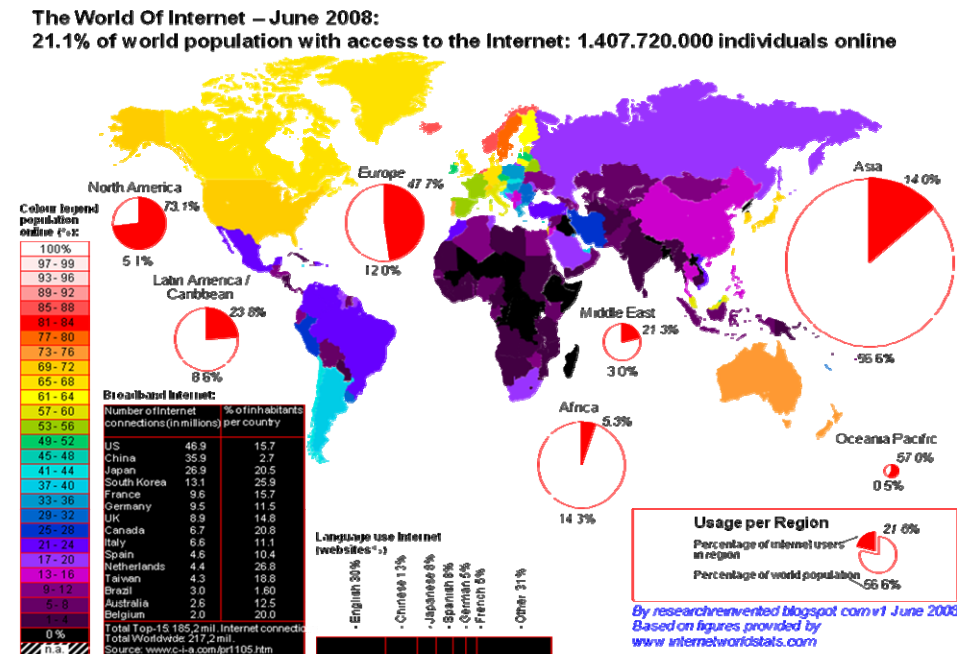 The World Of Internet – June 2008:
21.1% of world population with access to the Internet: 1.407.720.000 individuals online
North America
73.1%
5 1%
Europe
47 7%
12 0%
Asia
14 0%
56 6%
Colour legend
population
online (%):
100%
97 - 99
93 - 96
89 - 92
85 - 88
81 - 84
77 - 80
73 - 76
69 - 72
65 - 68
61 - 64
57 - 60
53 - 56
49 - 52
45 - 48
41 - 44
37 - 40
33 - 36
29 - 32
25 - 28
21 - 24
17 - 20
13 - 16
9 - 12
5 - 8
1 - 4
0 %
n.a.
Latin America /
Caribbean
23 8%
8 6%
Middle East
21 3%
3 0%
Africa
5.3%
14 3%
Oceania Pacific
57 0%
0 5%
Broadband Internet:
Number of Internet connections (in millions) % of inhabitants per country
US 46.9 15.7
China 35.9 2.7
Japan 26.9 20.5
South Korea 13.1 25.9
France 9.6 15.7
Germany 9.5 11.5
UK 8.9 14.8
Canada 6.7 20.8
Italy 6.6 11.1
Spain 4.6 10.4
Netherlands 4.4 26.8
Taiwan 4.3 18.8
Brazil 3.0 1.60
Australia 2.6 12.5
Belgium 2.0 20.0
Total Top-15: 185,2 mil. Internet connectio
Total Worldwide: 217,2 mil.
Source: www.c-i-a.com/pr1105.htm
Language use Internet
(websites
- English 30%
- Chinese 13%
- Japanese 8%
- Spanish 8%
- German 5%
- French 5%
- Other 31%
Usage per Region
Percentage of internet users
in region
21 6%
Percentage of world population
56 6%
By researchreinvented blogspot com v1 June 2008
Based on figures provided by
www internetworldstats.com